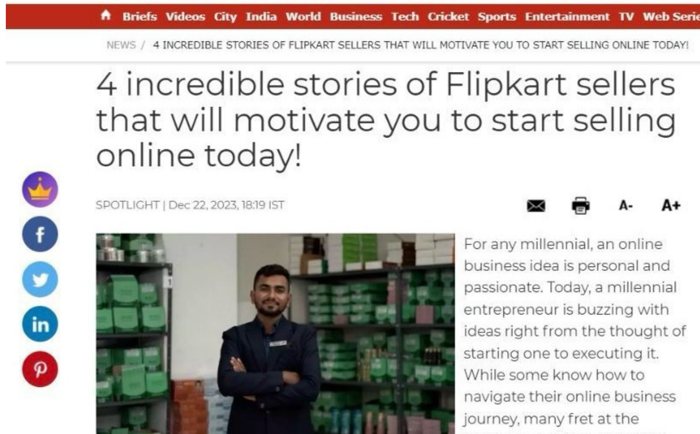 Briefs Videos City India World Business Tech Cricket Sports Entertainment TV Web
NEWS / 4 INCREDIBLE STORIES OF FLIPKART SELLERS THAT WILL MOTIVATE YOU TO START SELLING ONLINE TODAY!
4 incredible stories of Flipkart sellers
that will motivate you to start selling
online today!
SPOTLIGHT | Dec 22, 2023, 18:19 IST
A- A+
f
in
For any millennial, an online
business idea is personal and
passionate. Today, a millennial
entrepreneur is buzzing with
ideas right from the thought of
starting one to executing it.
While some know how to
navigate their online business
journey, many fret at the